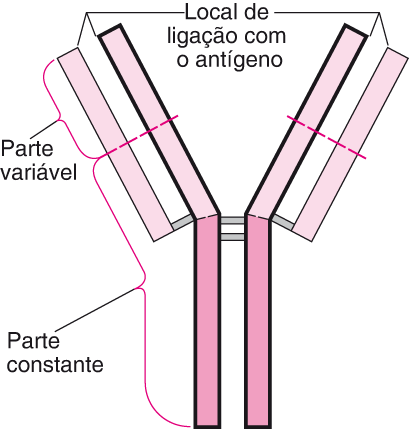 Local de
ligação com
o antígeno
Parte
variável
Parte
constante